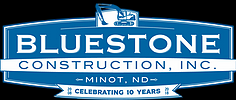 BLUESTONE
CONSTRUCTION, INC.
MINOT, ND
CELEBRATING 10 YEARS